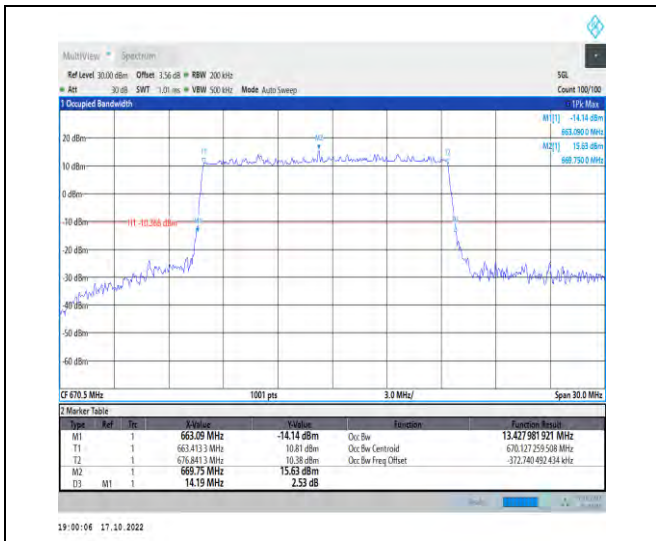 MultiView Spectrum
Ref Level 30.00 dBm Offset 3.56 dB RBW 200 kHz SGL
Att 30 dB SWT 1.01 ms VBW 500 kHz Mode Auto Sweep Count 100/100
1 Occupied Bandwidth 1Pk Max
M1[1] -14.14 dBm
663.090 0 MHz
M2[1] 15.63 dBm
669.750 0 MHz
20 dBm
T1 M2 T2
10 dBm
0 dBm
-10 dBm H1 -10.366 dBm
M1
-20 dBm
-30 dBm
-40 dBm
-50 dBm
-60 dBm
CF 670.5 MHz 1001 pts 3.0 MHz/ Span 30.0 MHz
2 Marker Table
Type Ref Trc X-Value Y-Value Function Function Result
M1 1 663.09 MHz -14.14 dBm Occ Bw 13.427 981 921 MHz
T1 1 663.413 3 MHz 10.81 dBm Occ Bw Centroid 670.127 259 508 MHz
T2 1 676.841 3 MHz 10.38 dBm Occ Bw Freq Offset -372.740 492 434 kHz
M2 1 669.75 MHz 15.63 dBm
D3 M1 1 14.19 MHz 2.53 dB
19:00:06 17.10.2022